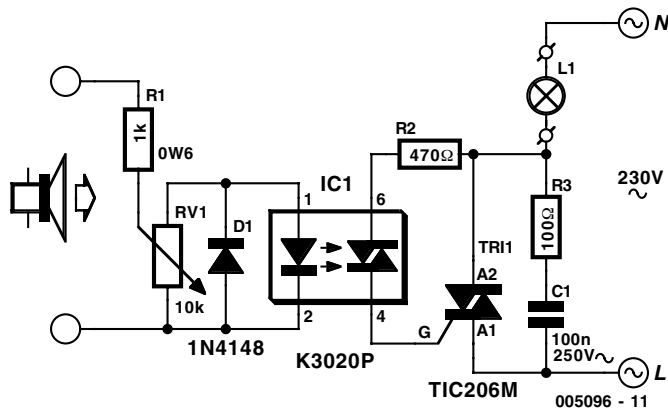 N
L1
R1
1k
0W6
R2
470Ω
IC1
1
6
R3
100Ω
230V
RV1
D1
TRI1
A2
10k
2
4
G
A1
C1
100n
250V
1N4148
K3020P
TIC206M
L
005096 - 11